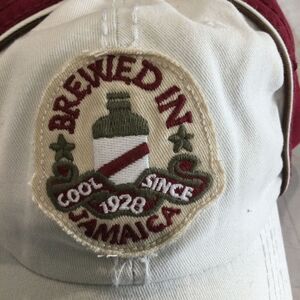 BREWED IN
COOL SINCE
1928
JAMAICA